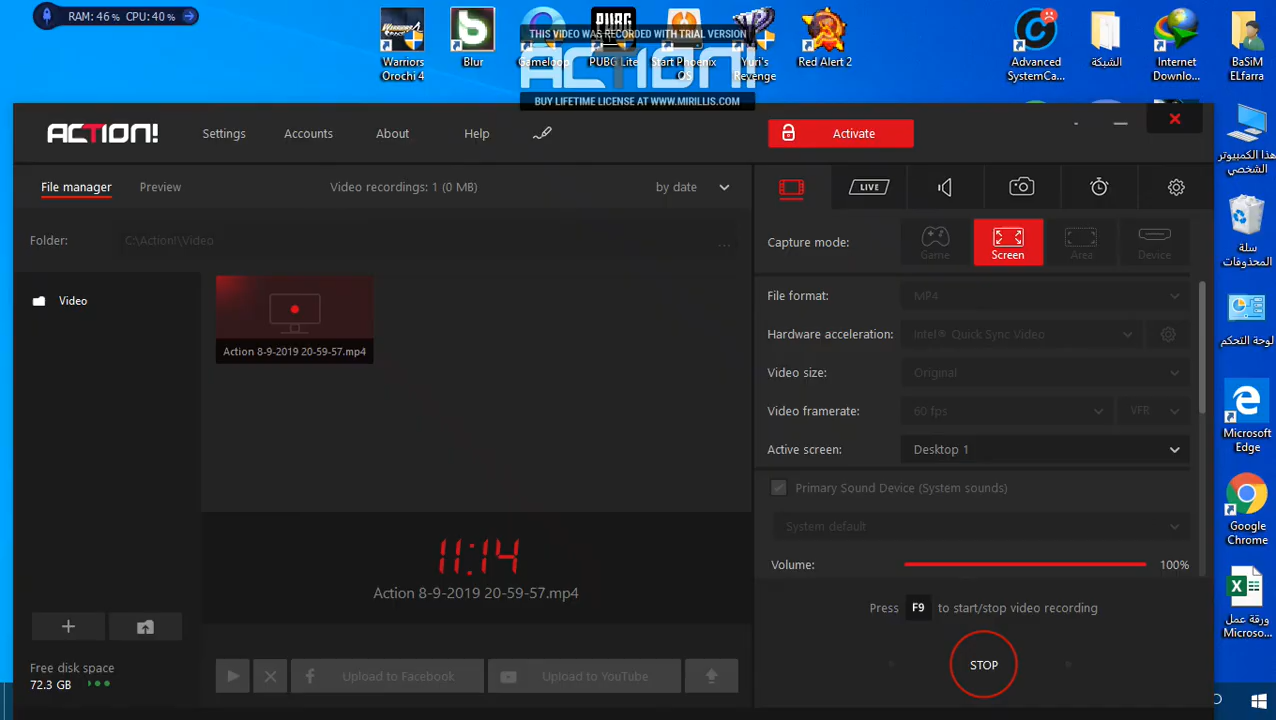 RAM: 46 % CPU: 40 %
Warriors
Orochi 4
Blur
Gameloop
PUBG Lite
Start Phoenix
OS
Yuri's
Revenge
Red Alert 2
Advanced
SystemCa...
الشبكة
Internet
Downlo...
BaSiM
ELfarra
THIS VIDEO WAS RECORDED WITH TRIAL VERSION
ACTION!
BUY LIFETIME LICENSE AT WWW.MIRILLIS.COM
ACTION!
Settings
Accounts
About
Help
Activate
File manager
Preview
Video recordings: 1 (0 MB)
by date
LIVE
Folder:
C:\Action!\Video
...
Capture mode:
Game
Screen
Area
Device
Video
Action 8-9-2019 20-59-57.mp4
File format:
MP4
Hardware acceleration:
Intel® Quick Sync Video
Video size:
Original
Video framerate:
60 fps
VFR
Active screen:
Desktop 1
Primary Sound Device (System sounds)
System default
Volume:
100%
11:14
Action 8-9-2019 20-59-57.mp4
Press F9 to start/stop video recording
STOP
Free disk space
72.3 GB
Upload to Facebook
Upload to YouTube
هذا الكمبيوتر
الشخصي
سلة
المحذوفات
لوحة التحكم
Microsoft
Edge
Google
Chrome
ورقة عمل
Microso...